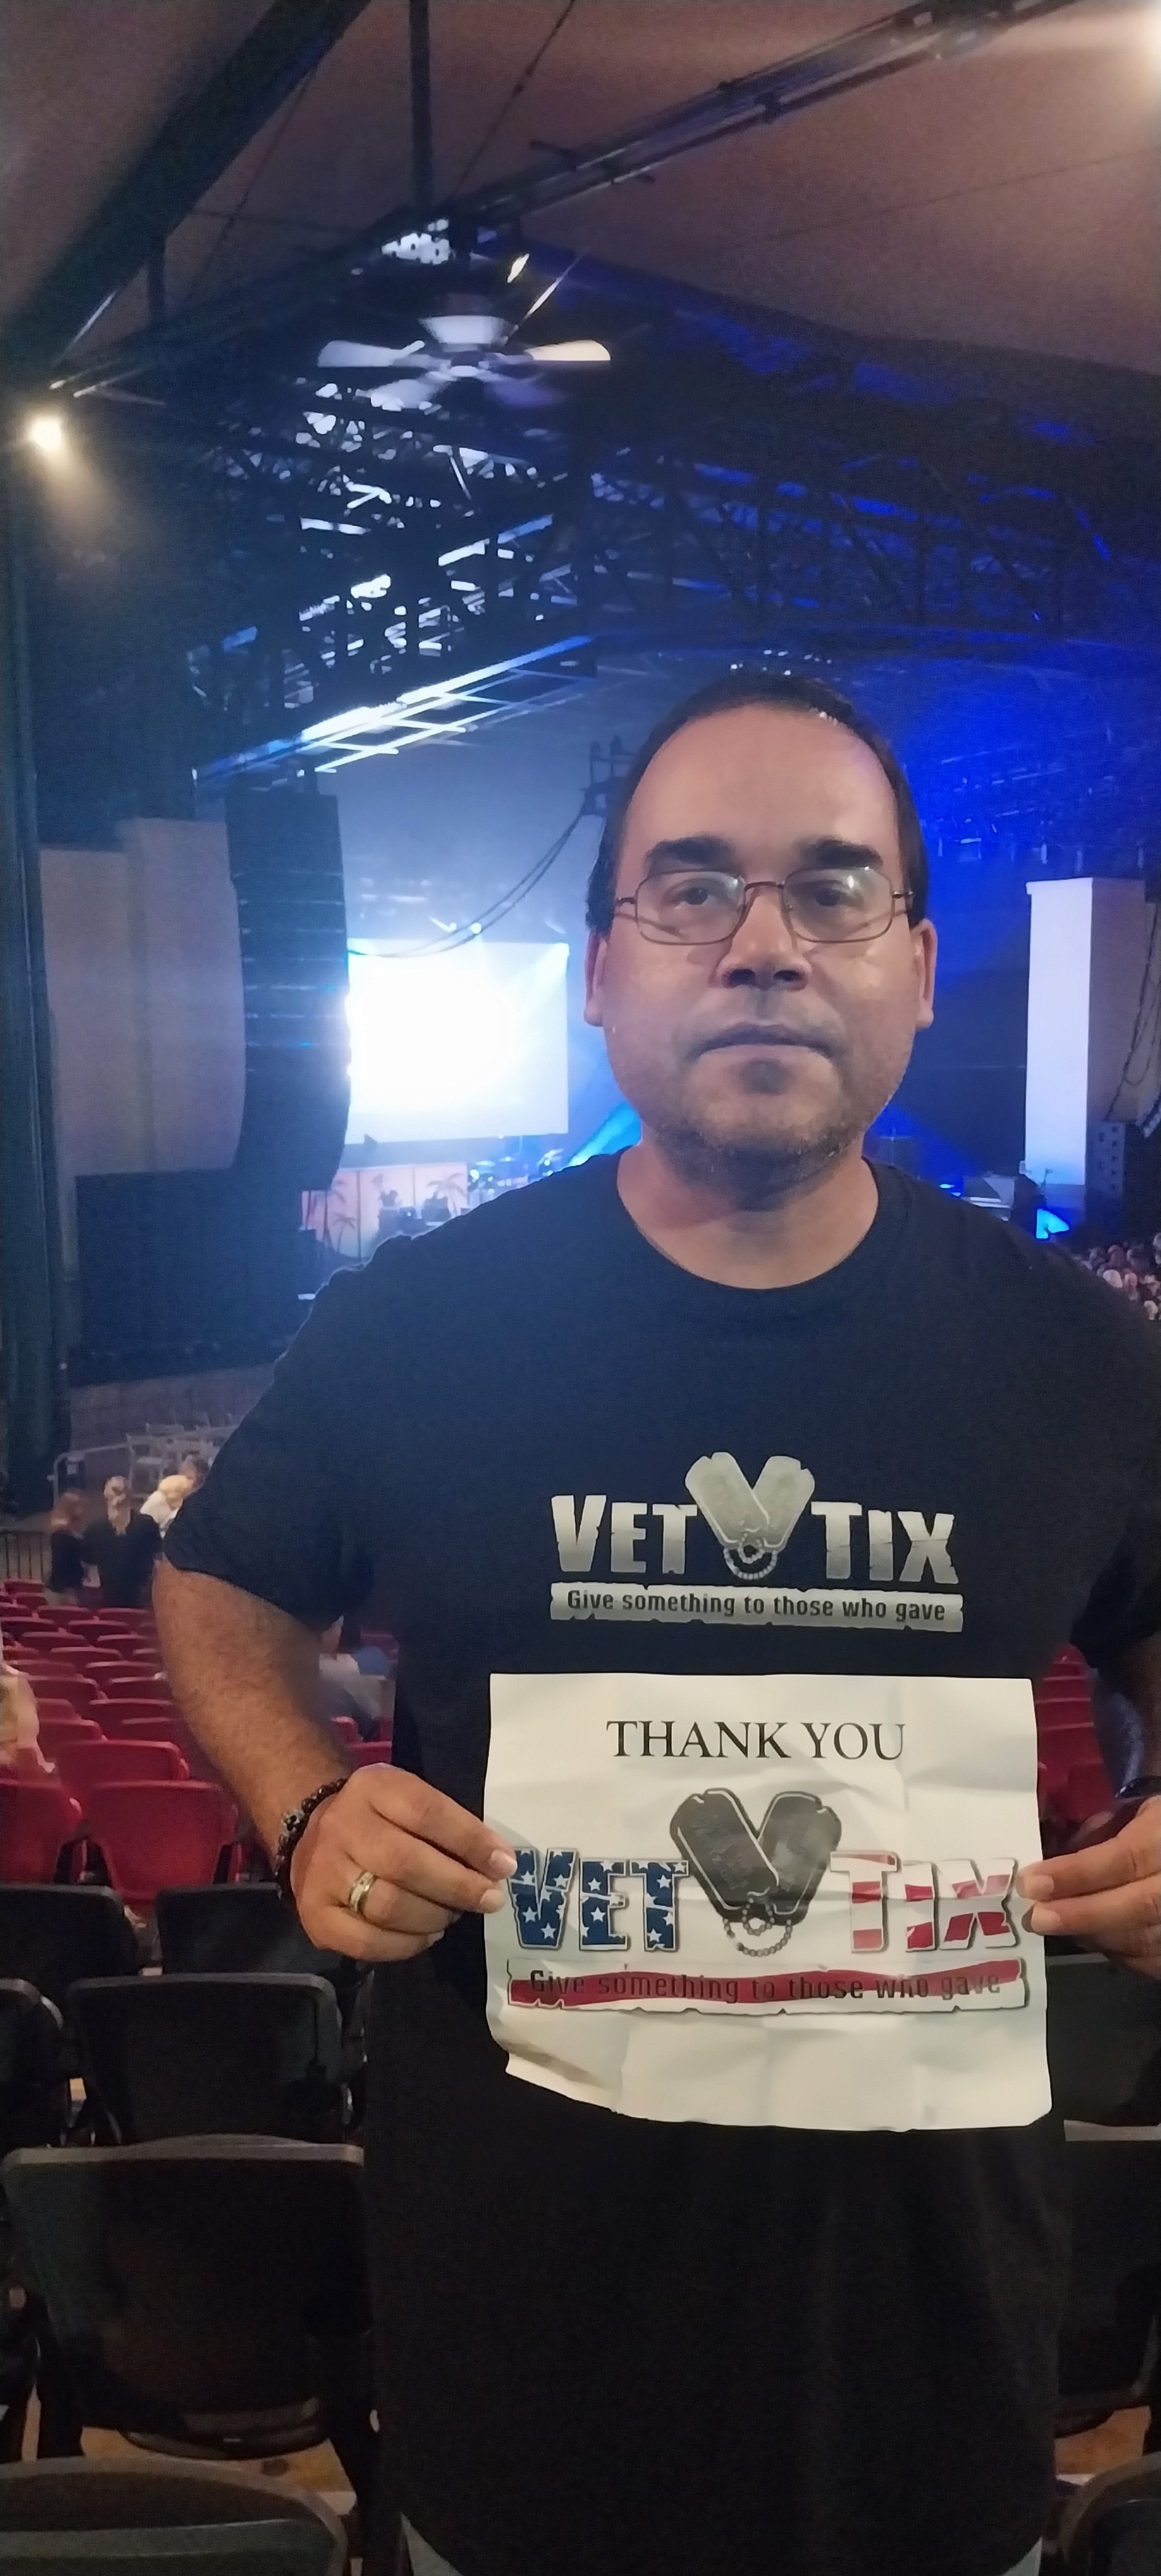 VET TIX
Give something to those who gave
THANK YOU
VET TIX
Give something to those who gave